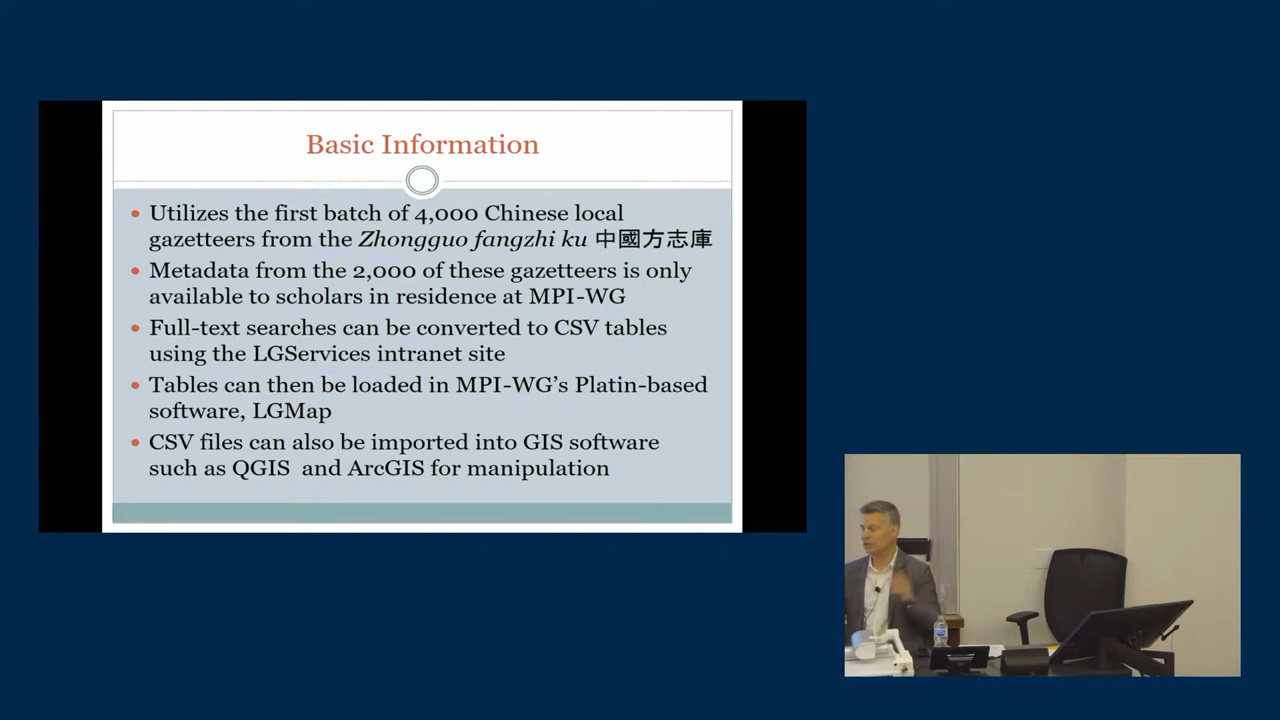 Basic Information
• Utilizes the first batch of 4,000 Chinese local
gazetteers from the Zhongguo fangzhi ku 中國方志庫
• Metadata from the 2,000 of these gazetteers is only
available to scholars in residence at MPI-WG
• Full-text searches can be converted to CSV tables
using the LGServices intranet site
• Tables can then be loaded in MPI-WG's Platin-based
software, LGMap
• CSV files can also be imported into GIS software
such as QGIS and ArcGIS for manipulation